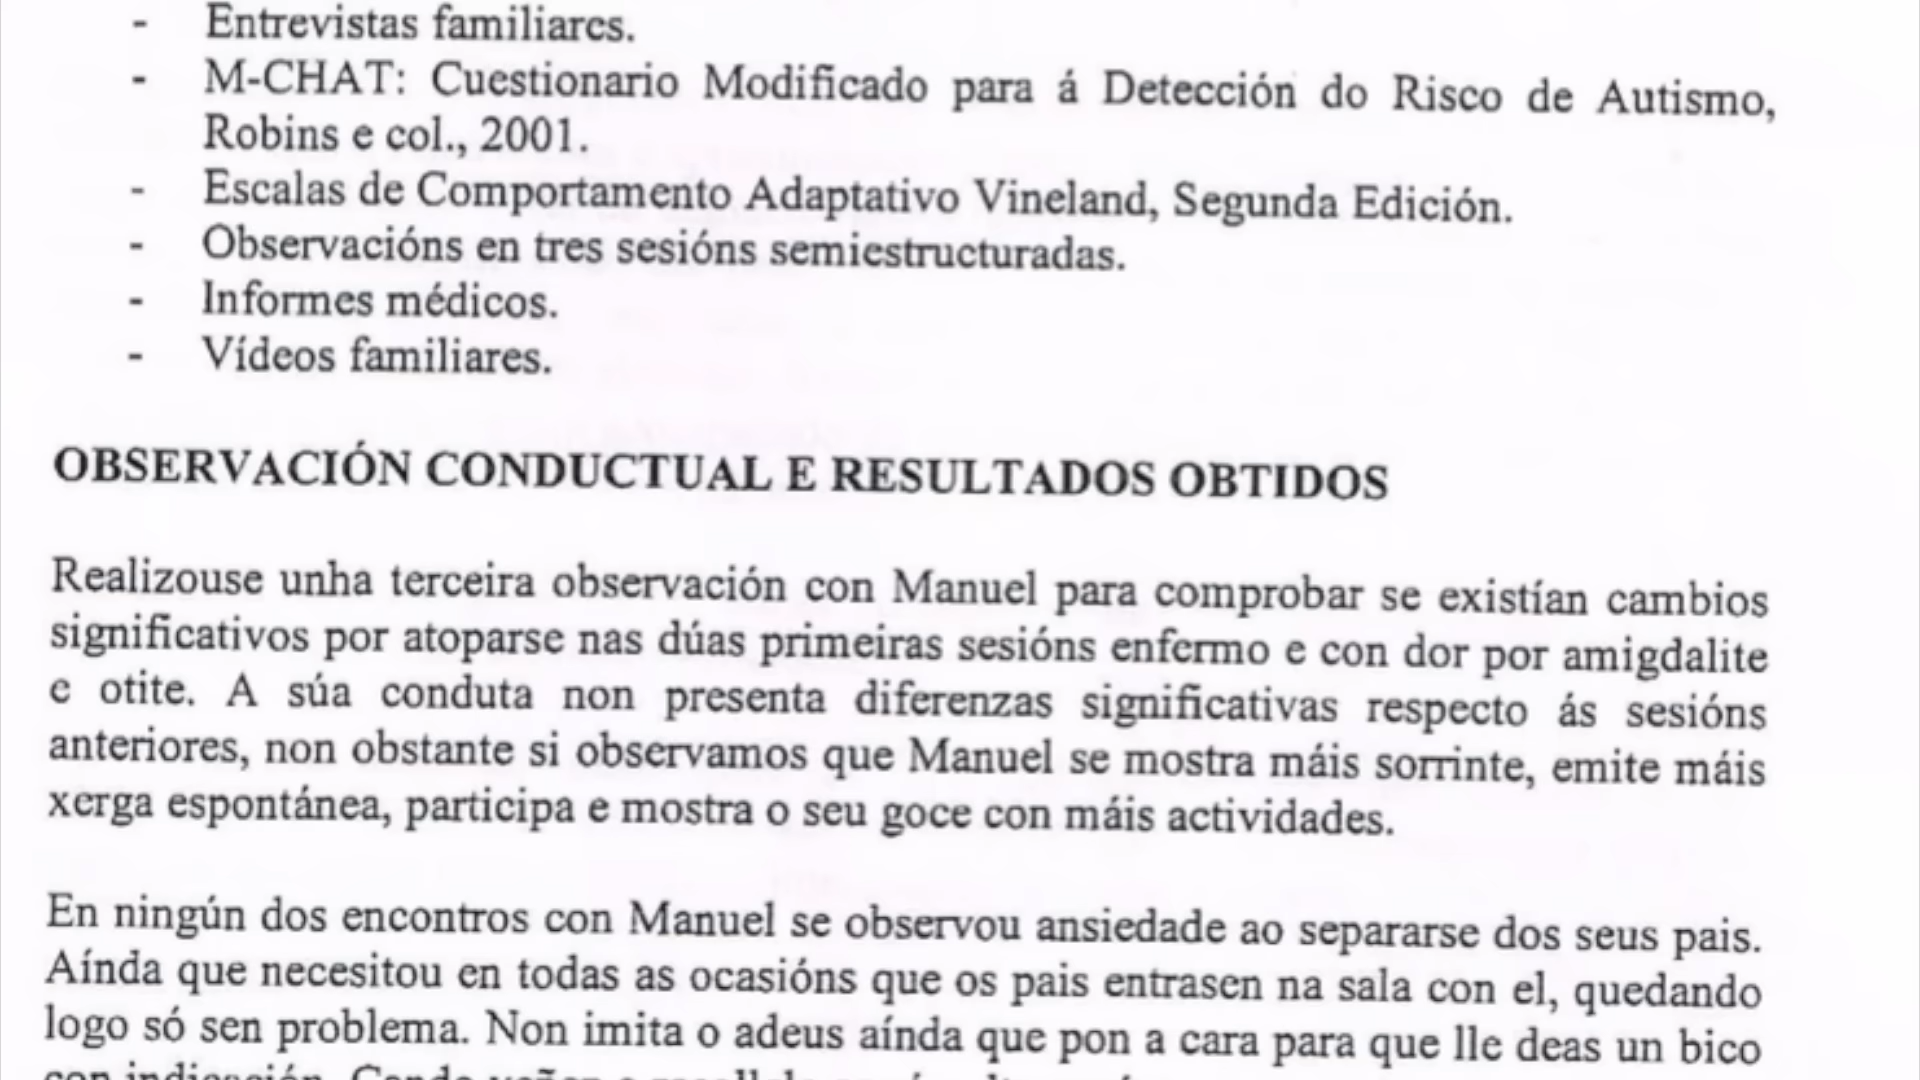 - Entrevistas familiares.
- M-CHAT: Cuestionario Modificado para á Detección do Risco de Autismo,
Robins e col., 2001.
- Escalas de Comportamento Adaptativo Vineland, Segunda Edición.
- Observacións en tres sesións semiestructuradas.
- Informes médicos.
- Vídeos familiares.
OBSERVACIÓN CONDUCTUAL E RESULTADOS OBTIDOS
Realizouse unha terceira observación con Manuel para comprobar se existían cambios
significativos por atoparse nas dúas primeiras sesións enfermo e con dor por amigdalite
e otite. A súa conduta non presenta diferenzas significativas respecto ás sesións
anteriores, non obstante si observamos que Manuel se mostra máis sorrinte, emite máis
xerga espontánea, participa e mostra o seu goce con máis actividades.
En ningún dos encontros con Manuel se observou ansiedade ao separarse dos seus pais.
Aínda que necesitou en todas as ocasións que os pais entrasen na sala con el, quedando
logo só sen problema. Non imita o adeus aínda que pon a cara para que lle deas un bico
con indicación.